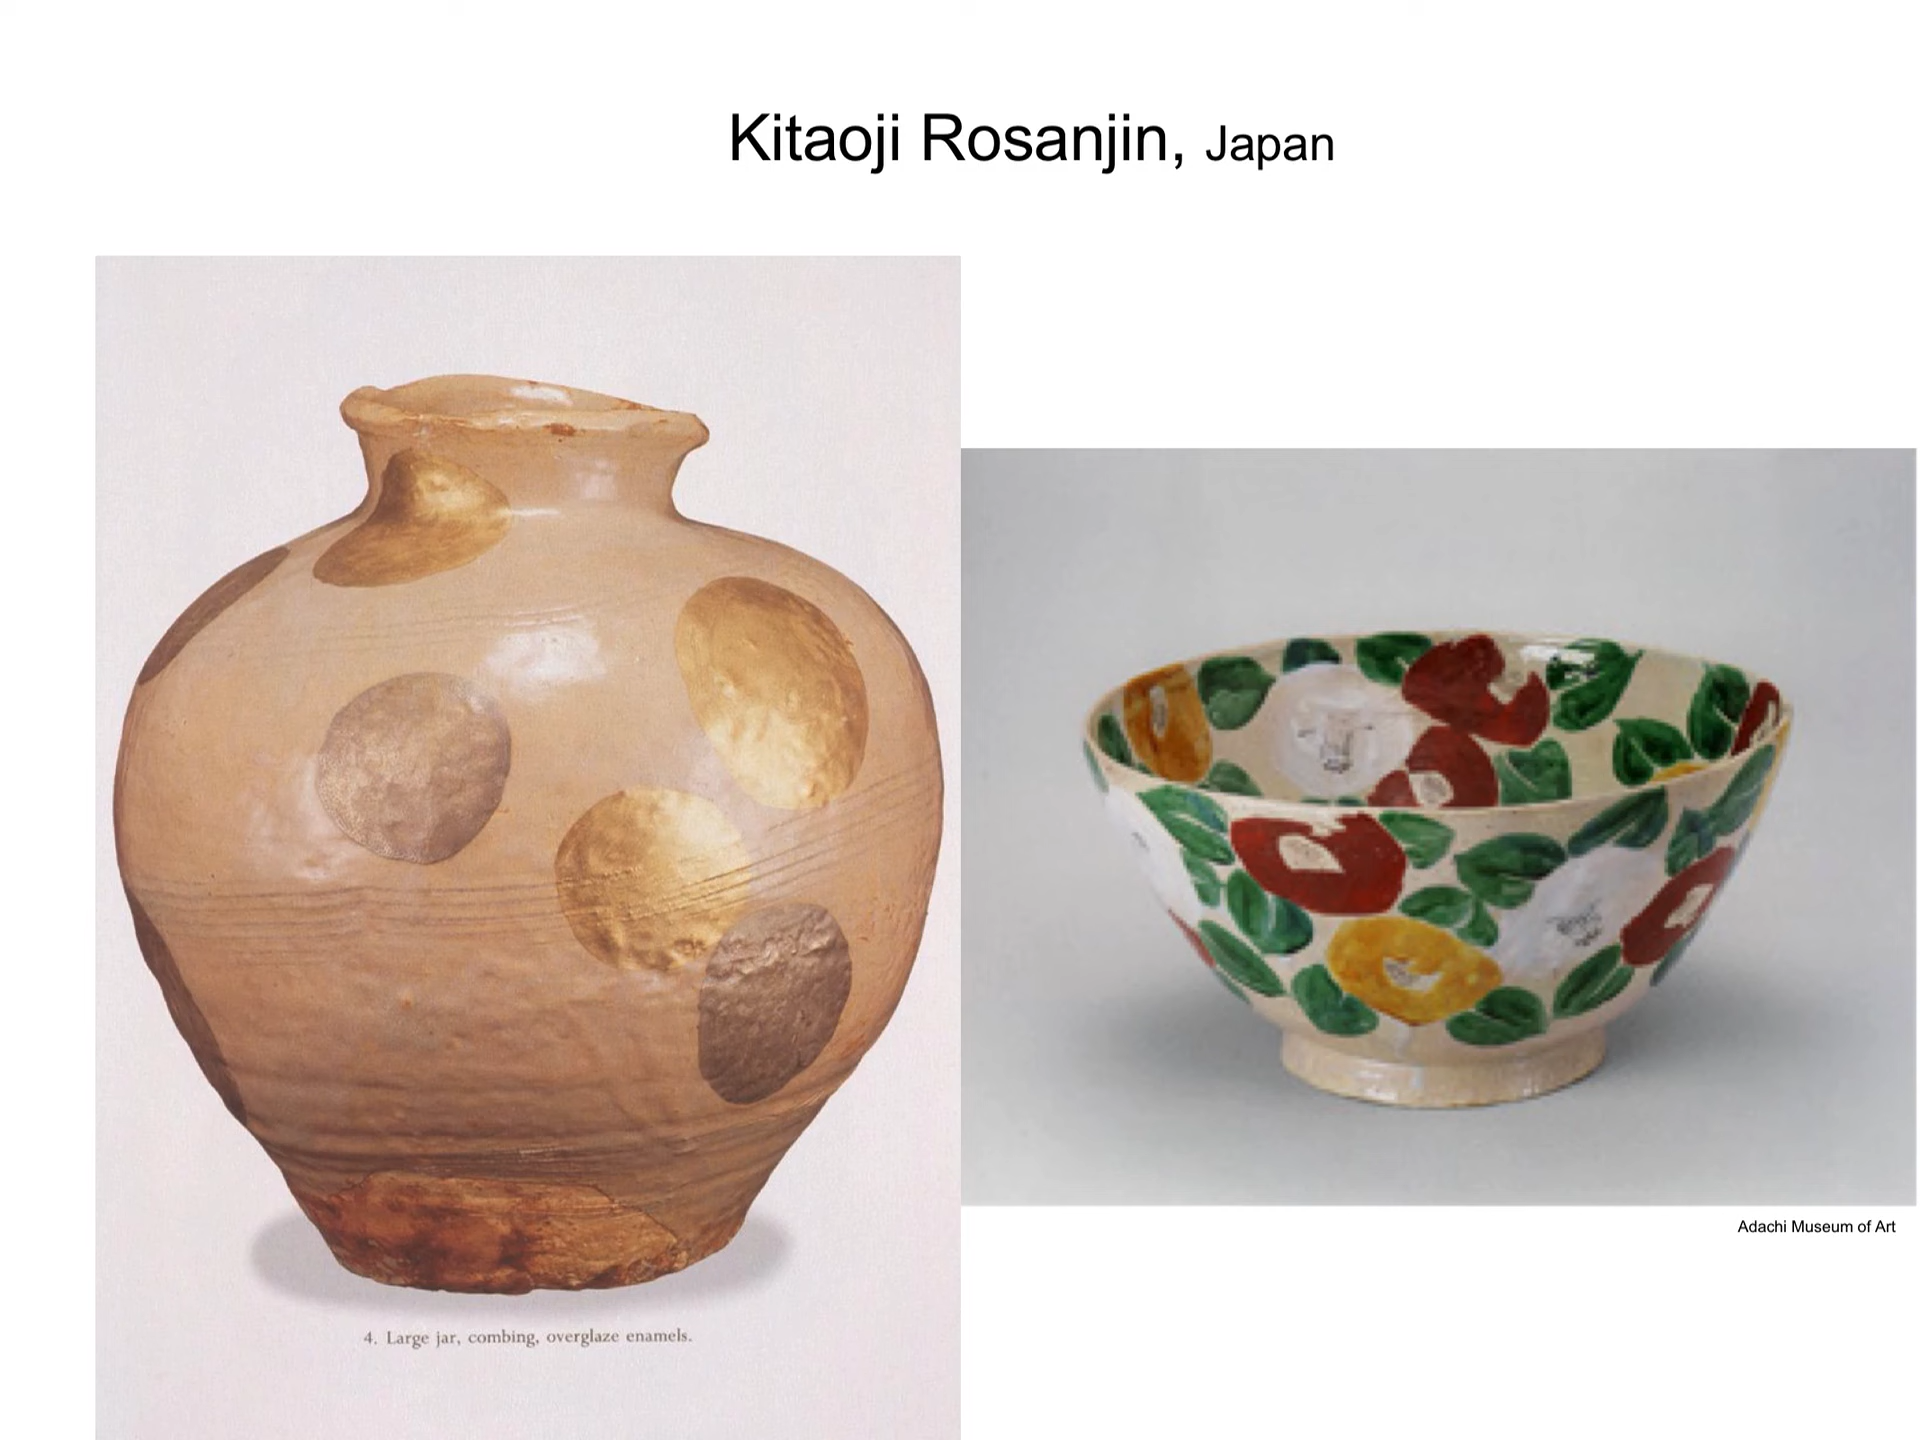 Kitaoji Rosanjin, Japan
4. Large jar, combing, overglaze enamels.
Adachi Museum of Art